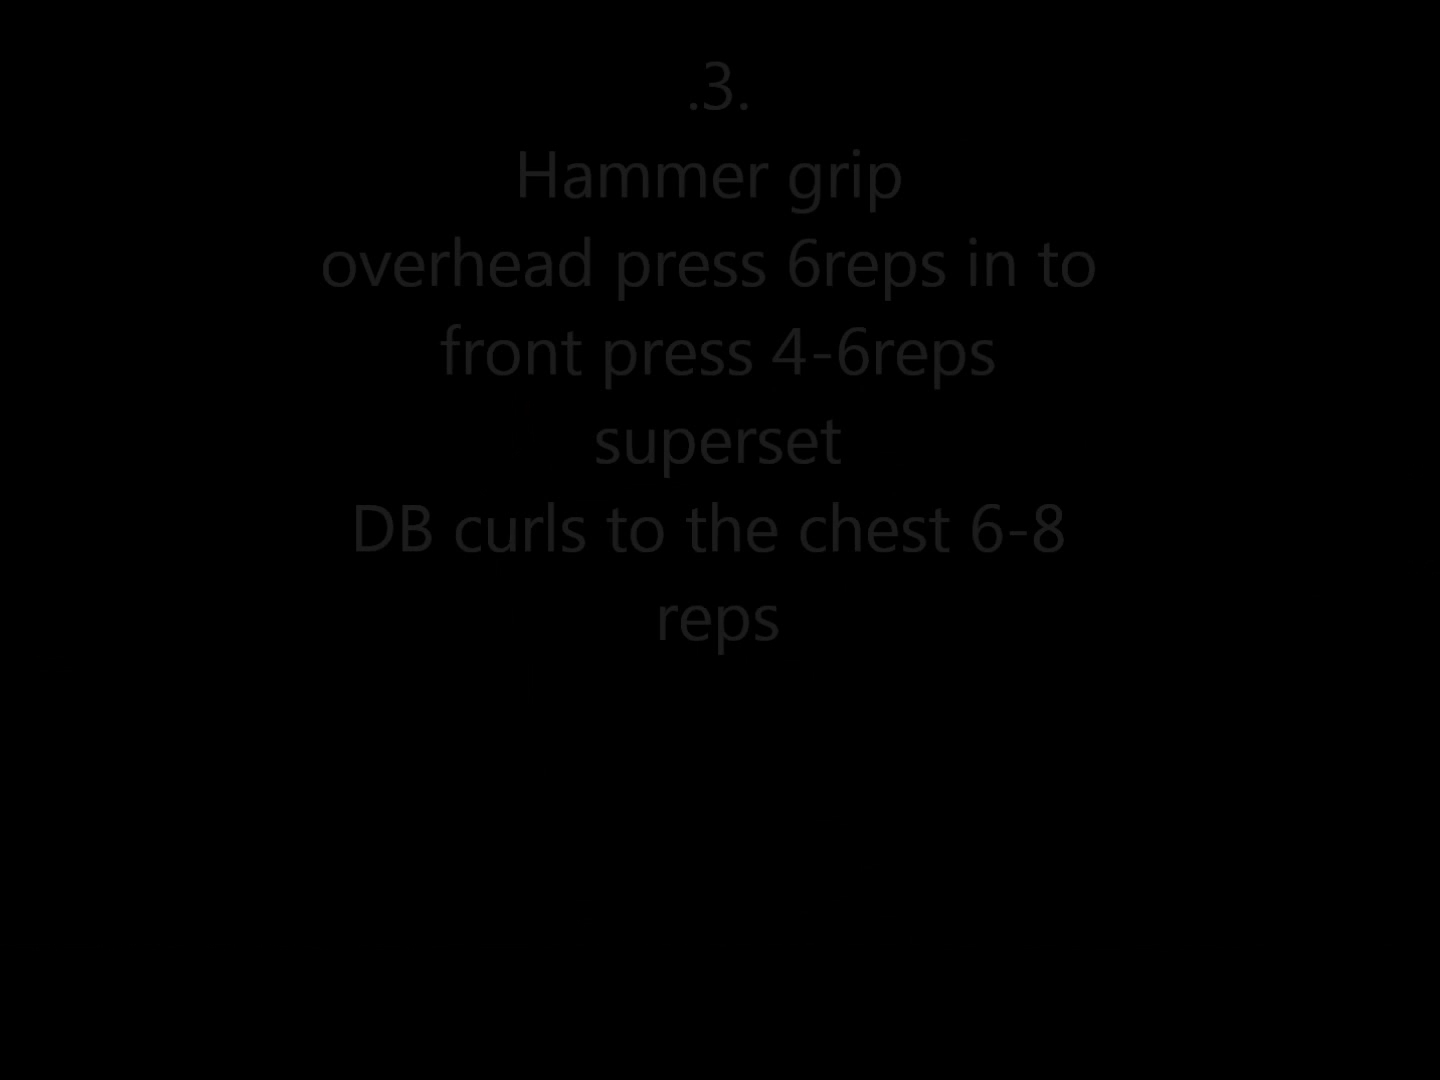 .3.
Hammer grip
overhead press 6reps in to
front press 4-6reps
superset
DB curls to the chest 6-8
reps